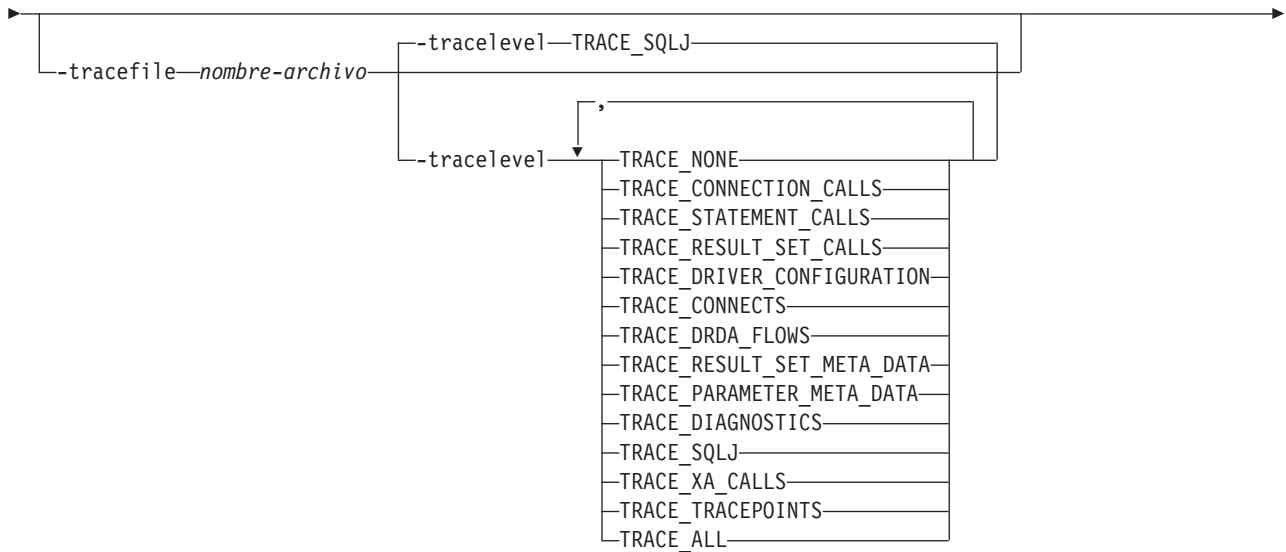 -tracelevel TRACE_SQLJ
-tracefile nombre-archivo
,
-tracelevel TRACE_NONE
TRACE_CONNECTION_CALLS
TRACE_STATEMENT_CALLS
TRACE_RESULT_SET_CALLS
TRACE_DRIVER_CONFIGURATION
TRACE_CONNECTS
TRACE_DRDA_FLOWS
TRACE_RESULT_SET_META_DATA
TRACE_PARAMETER_META_DATA
TRACE_DIAGNOSTICS
TRACE_SQLJ
TRACE_XA_CALLS
TRACE_TRACEPOINTS
TRACE_ALL